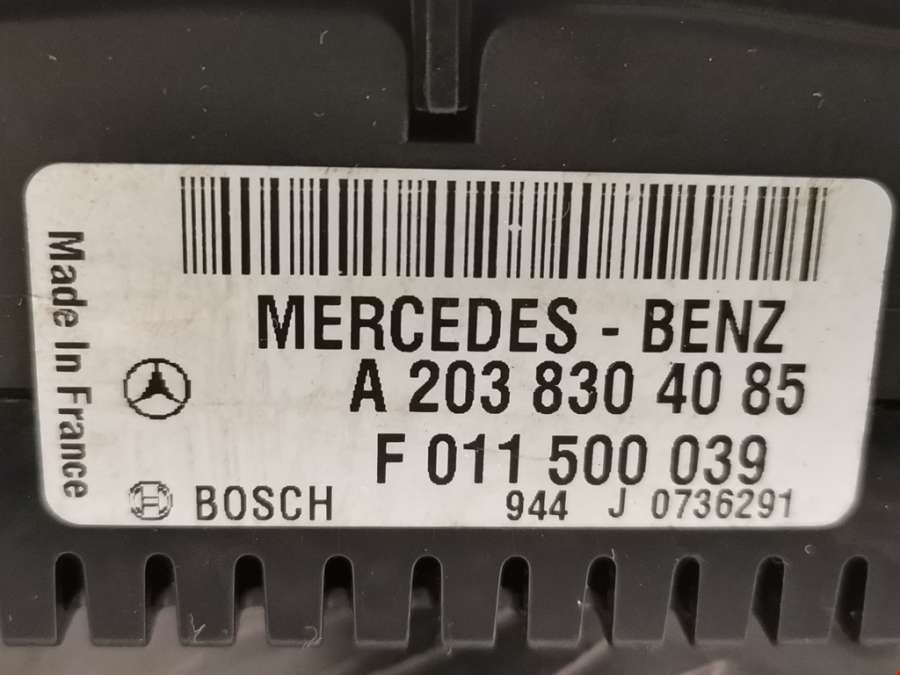 Made In France
MERCEDES - BENZ
A 203 830 40 85
F 011 500 039
BOSCH 944 J 0736291